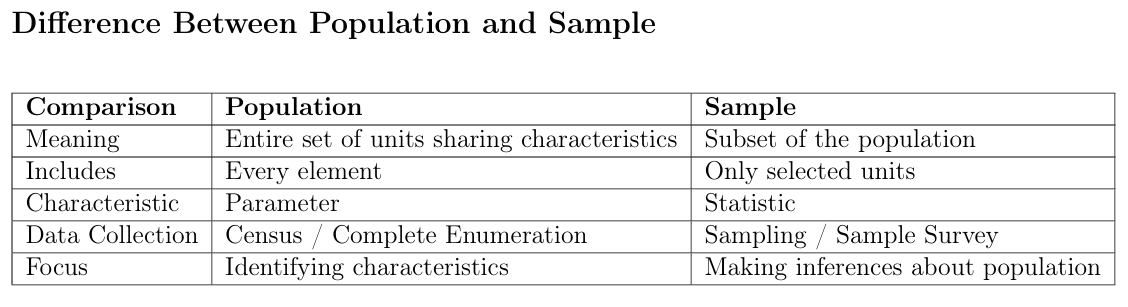 Difference Between Population and Sample
Comparison Population Sample
Meaning Entire set of units sharing characteristics Subset of the population
Includes Every element Only selected units
Characteristic Parameter Statistic
Data Collection Census / Complete Enumeration Sampling / Sample Survey
Focus Identifying characteristics Making inferences about population